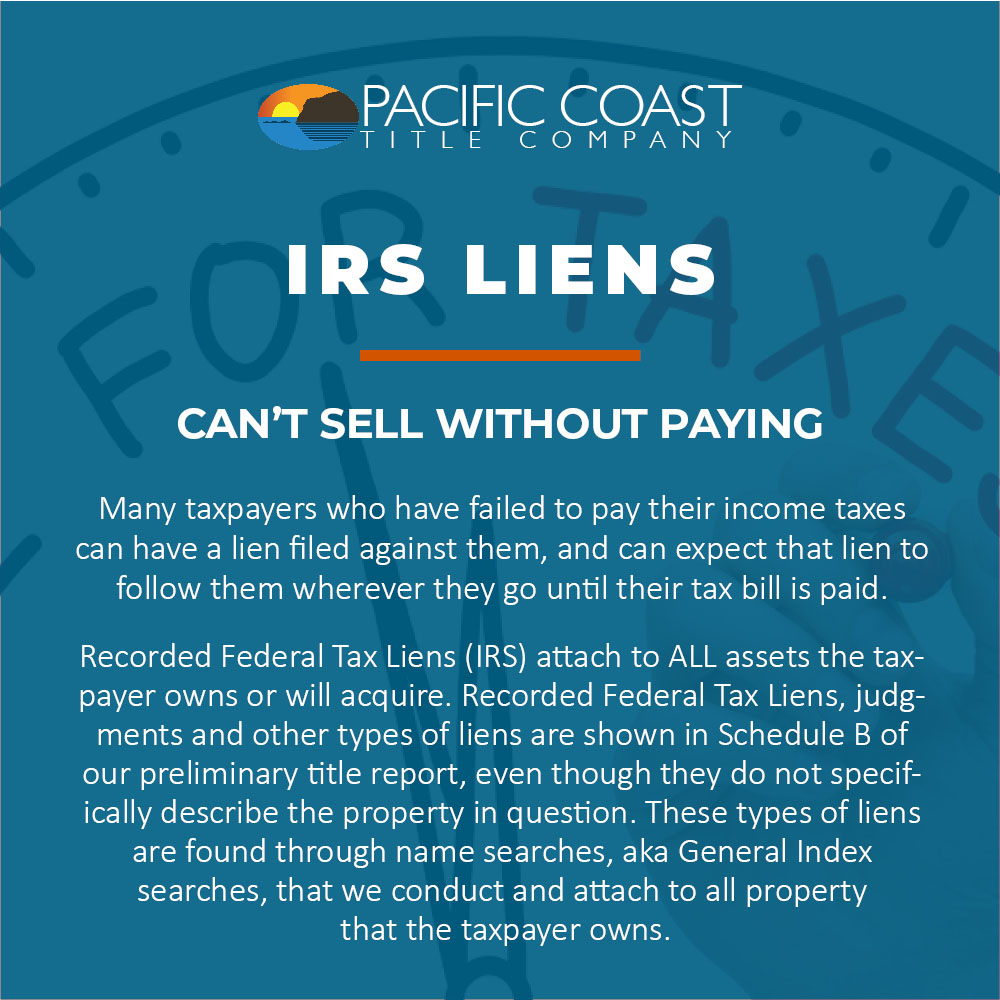 PACIFIC COAST
TITLE COMPANY
FOR TAXES
IRS LIENS
CAN'T SELL WITHOUT PAYING
Many taxpayers who have failed to pay their income taxes
can have a lien filed against them, and can expect that lien to
follow them wherever they go until their tax bill is paid.
Recorded Federal Tax Liens (IRS) attach to ALL assets the tax-
payer owns or will acquire. Recorded Federal Tax Liens, judg-
ments and other types of liens are shown in Schedule B of
our preliminary title report, even though they do not specif-
ically describe the property in question. These types of liens
are found through name searches, aka General Index
searches, that we conduct and attach to all property
that the taxpayer owns.